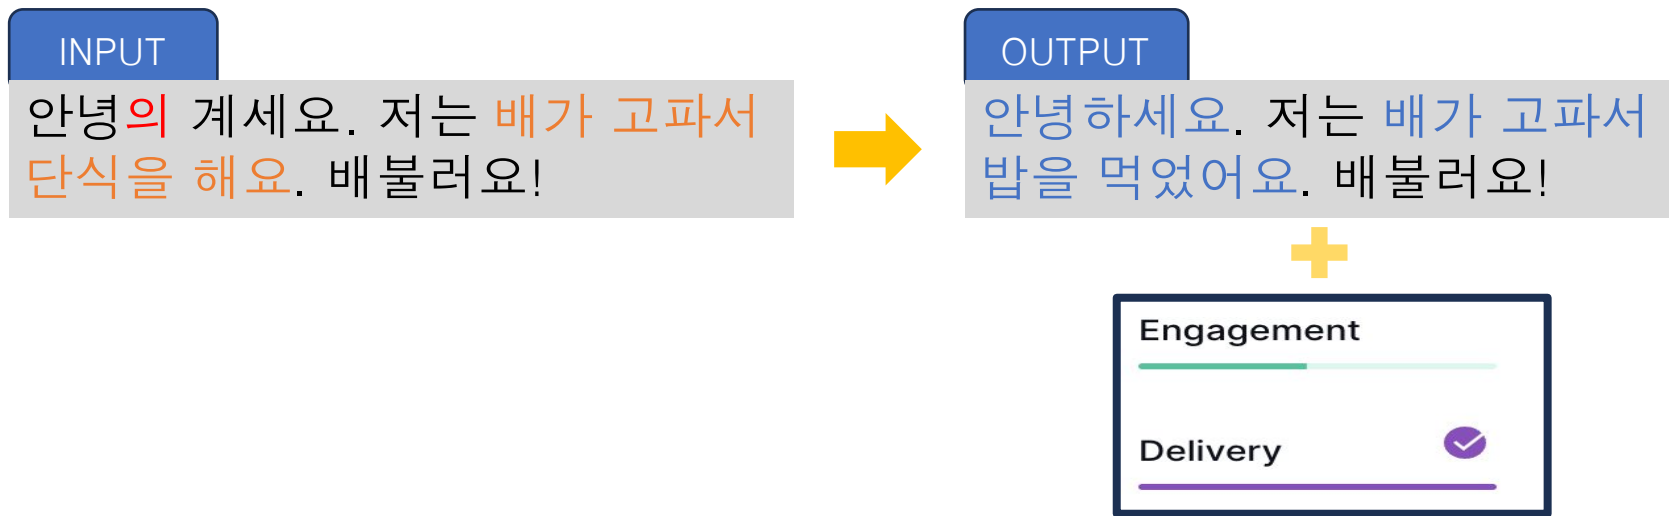 INPUT
안녕의 계세요. 저는 배가 고파서
단식을 해요. 배불러요!
OUTPUT
안녕하세요. 저는 배가 고파서
밥을 먹었어요. 배불러요!
Engagement
Delivery